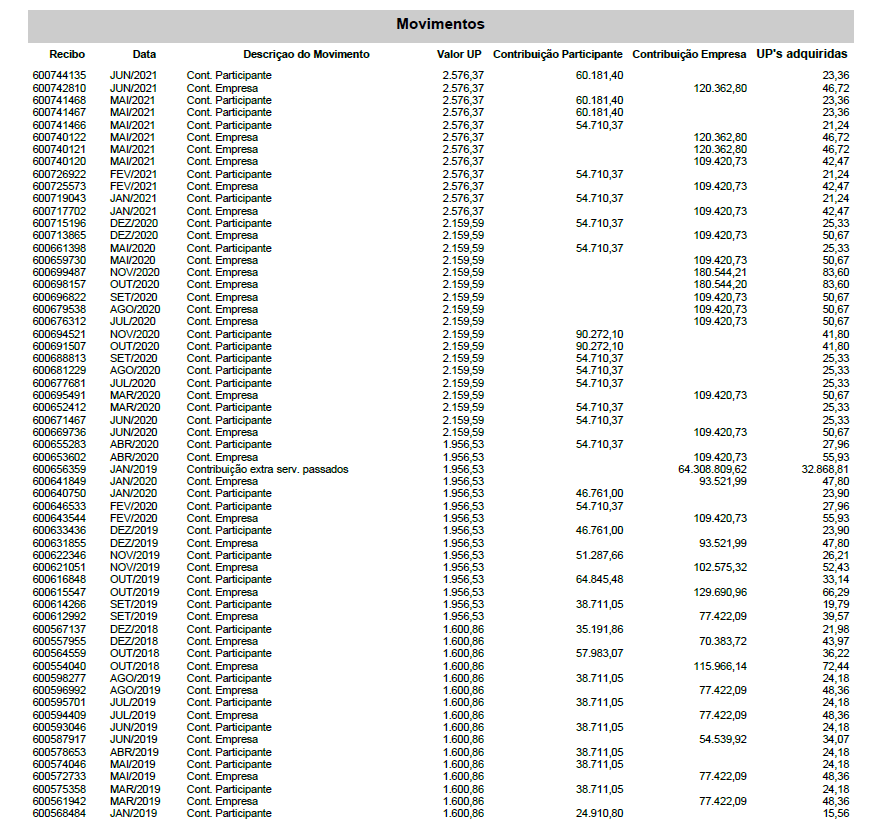 Movimentos
Recibo Data Descriçao do Movimento Valor UP Contribuição Participante Contribuição Empresa UP's adquiridas
600744135 JUN/2021 Cont. Participante 2.576,37 60.181,40 23,36
600742810 JUN/2021 Cont. Empresa 2.576,37 120.362,80 46,72
600741468 MAI/2021 Cont. Participante 2.576,37 60.181,40 23,36
600741467 MAI/2021 Cont. Participante 2.576,37 60.181,40 23,36
600741466 MAI/2021 Cont. Participante 2.576,37 54.710,37 21,24
600740122 MAI/2021 Cont. Empresa 2.576,37 120.362,80 46,72
600740121 MAI/2021 Cont. Empresa 2.576,37 120.362,80 46,72
600740120 MAI/2021 Cont. Empresa 2.576,37 109.420,73 42,47
600726922 FEV/2021 Cont. Participante 2.576,37 54.710,37 21,24
600725573 FEV/2021 Cont. Empresa 2.576,37 109.420,73 42,47
600719043 JAN/2021 Cont. Participante 2.576,37 54.710,37 21,24
600717702 JAN/2021 Cont. Empresa 2.576,37 109.420,73 42,47
600715196 DEZ/2020 Cont. Participante 2.159,59 54.710,37 25,33
600713865 DEZ/2020 Cont. Empresa 2.159,59 109.420,73 50,67
600661398 MAI/2020 Cont. Participante 2.159,59 54.710,37 25,33
600659730 MAI/2020 Cont. Empresa 2.159,59 109.420,73 50,67
600699487 NOV/2020 Cont. Empresa 2.159,59 180.544,21 83,60
600698157 OUT/2020 Cont. Empresa 2.159,59 180.544,20 83,60
600696822 SET/2020 Cont. Empresa 2.159,59 109.420,73 50,67
600679538 AGO/2020 Cont. Empresa 2.159,59 109.420,73 50,67
600676312 JUL/2020 Cont. Empresa 2.159,59 109.420,73 50,67
600694521 NOV/2020 Cont. Participante 2.159,59 90.272,10 41,80
600691507 OUT/2020 Cont. Participante 2.159,59 90.272,10 41,80
600688813 SET/2020 Cont. Participante 2.159,59 54.710,37 25,33
600681229 AGO/2020 Cont. Participante 2.159,59 54.710,37 25,33
600677681 JUL/2020 Cont. Participante 2.159,59 54.710,37 25,33
600695491 MAR/2020 Cont. Empresa 2.159,59 109.420,73 50,67
600652412 MAR/2020 Cont. Participante 2.159,59 54.710,37 25,33
600671467 JUN/2020 Cont. Participante 2.159,59 54.710,37 25,33
600669736 JUN/2020 Cont. Empresa 2.159,59 109.420,73 50,67
600655283 ABR/2020 Cont. Participante 1.956,53 54.710,37 27,96
600653602 ABR/2020 Cont. Empresa 1.956,53 109.420,73 55,93
600656359 JAN/2019 Contribuição extra serv. passados 1.956,53 64.308.809,62 32.868,81
600641849 JAN/2020 Cont. Empresa 1.956,53 93.521,99 47,80
600640750 JAN/2020 Cont. Participante 1.956,53 46.761,00 23,90
600646533 FEV/2020 Cont. Participante 1.956,53 54.710,37 27,96
600643544 FEV/2020 Cont. Empresa 1.956,53 109.420,73 55,93
600633436 DEZ/2019 Cont. Participante 1.956,53 46.761,00 23,90
600631855 DEZ/2019 Cont. Empresa 1.956,53 93.521,99 47,80
600622346 NOV/2019 Cont. Participante 1.956,53 51.287,66 26,21
600621051 NOV/2019 Cont. Empresa 1.956,53 102.575,32 52,43
600616848 OUT/2019 Cont. Participante 1.956,53 64.845,48 33,14
600615547 OUT/2019 Cont. Empresa 1.956,53 129.690,96 66,29
600614266 SET/2019 Cont. Participante 1.956,53 38.711,05 19,79
600612992 SET/2019 Cont. Empresa 1.956,53 77.422,09 39,57
600567137 DEZ/2018 Cont. Participante 1.600,86 35.191,86 21,98
600557955 DEZ/2018 Cont. Empresa 1.600,86 70.383,72 43,97
600564559 OUT/2018 Cont. Participante 1.600,86 57.983,07 36,22
600554040 OUT/2018 Cont. Empresa 1.600,86 115.966,14 72,44
600598277 AGO/2019 Cont. Participante 1.600,86 38.711,05 24,18
600596992 AGO/2019 Cont. Empresa 1.600,86 77.422,09 48,36
600595701 JUL/2019 Cont. Participante 1.600,86 38.711,05 24,18
600594409 JUL/2019 Cont. Empresa 1.600,86 77.422,09 48,36
600593046 JUN/2019 Cont. Participante 1.600,86 38.711,05 24,18
600587917 JUN/2019 Cont. Empresa 1.600,86 54.539,92 34,07
600578653 ABR/2019 Cont. Participante 1.600,86 38.711,05 24,18
600574046 MAI/2019 Cont. Participante 1.600,86 38.711,05 24,18
600572733 MAI/2019 Cont. Empresa 1.600,86 77.422,09 48,36
600575358 MAR/2019 Cont. Participante 1.600,86 38.711,05 24,18
600561942 MAR/2019 Cont. Empresa 1.600,86 77.422,09 48,36
600568484 JAN/2019 Cont. Participante 1.600,86 24.910,80 15,56